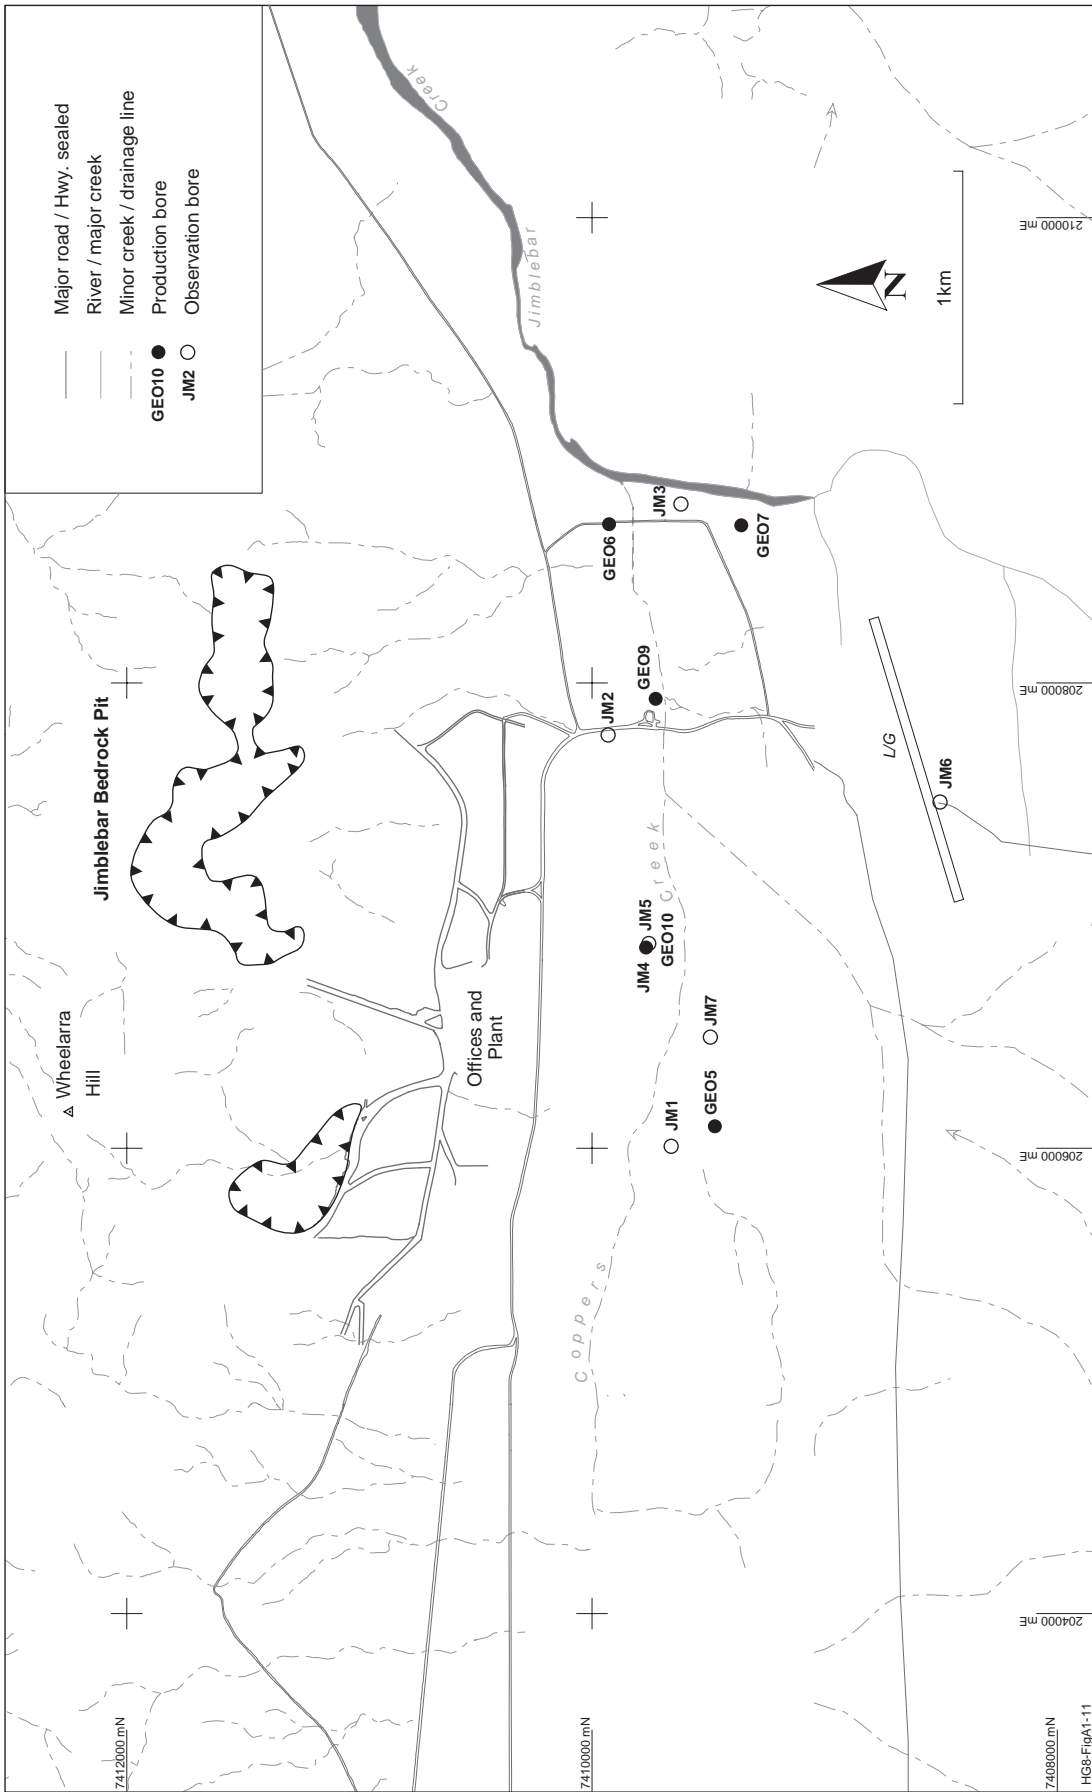 Major road / Hwy. sealed
River / major creek
Minor creek / drainage line
GEO10 Production bore
JM2 Observation bore
Wheelarra
Hill
Jimblebar Bedrock Pit
Offices and
Plant
Creek
Jimblebar
Coppers
Creek
JM2
GEO9
GEO6
JM3
GEO7
JM4
JM5
GEO10
JM7
JM1
GEO5
L/G
JM6
N
1km
7412000 mN
7410000 mN
7408000 mN
204000 mE
206000 mE
208000 mE
210000 mE
HG8-FigA1-11